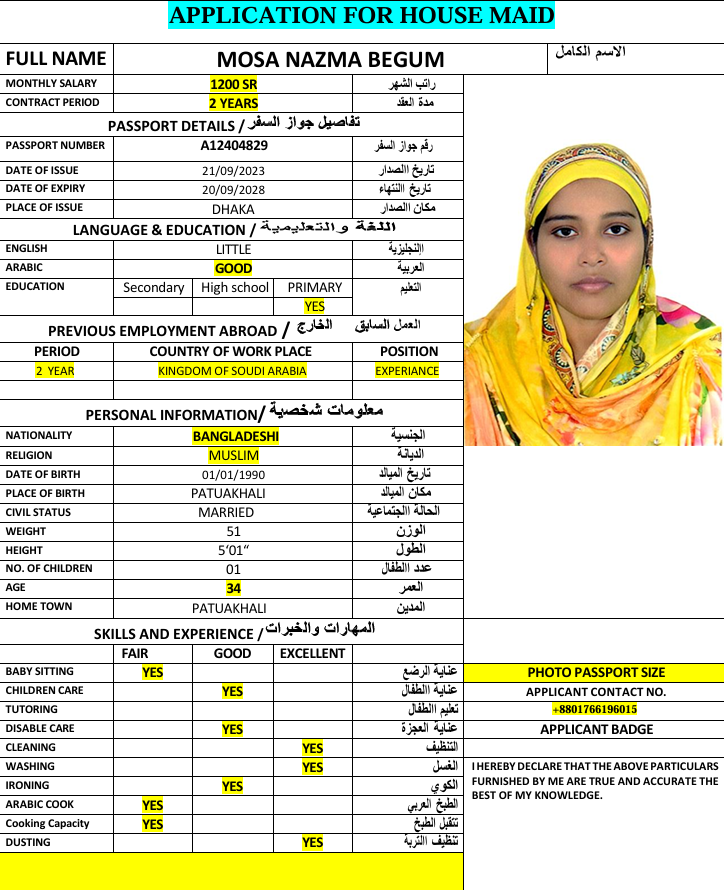 APPLICATION FOR HOUSE MAID
FULL NAME MOSA NAZMA BEGUM الاسم الكامل
MONTHLY SALARY 1200 SR راتب الشهر
CONTRACT PERIOD 2 YEARS مدة العقد
PASSPORT DETAILS / تفاصيل جواز السفر
PASSPORT NUMBER A12404829 رقم جواز السفر
DATE OF ISSUE 21/09/2023 تاريخ االصدار
DATE OF EXPIRY 20/09/2028 تاريخ االنتهاء
PLACE OF ISSUE DHAKA مكان االصدار
LANGUAGE & EDUCATION / اللغة والتعليمية
ENGLISH LITTLE االنجليزية
ARABIC GOOD العربية
EDUCATION Secondary High school PRIMARY التعليم
YES
PREVIOUS EMPLOYMENT ABROAD / العمل السابق الخارج
PERIOD COUNTRY OF WORK PLACE POSITION
2 YEAR KINGDOM OF SOUDI ARABIA EXPERIANCE
PERSONAL INFORMATION/ معلومات شخصية
NATIONALITY BANGLADESHI الجنسية
RELIGION MUSLIM الديانة
DATE OF BIRTH 01/01/1990 تاريخ الميالد
PLACE OF BIRTH PATUAKHALI مكان الميالد
CIVIL STATUS MARRIED الحالة االجتماعية
WEIGHT 51 الوزن
HEIGHT 5‘01“ الطول
NO. OF CHILDREN 01 عدد االطفال
AGE 34 العمر
HOME TOWN PATUAKHALI المدين
SKILLS AND EXPERIENCE / المهارات والخبرات
FAIR GOOD EXCELLENT
BABY SITTING YES عناية الرضع
CHILDREN CARE YES عناية االطفال
TUTORING تعليم االطفال
DISABLE CARE YES عناية العجزة
CLEANING YES التنظيف
WASHING YES الغسل
IRONING YES الكوي
ARABIC COOK YES الطبخ العربي
Cooking Capacity YES تتقبل الطبخ
DUSTING YES تنظيف االتربة
PHOTO PASSPORT SIZE
APPLICANT CONTACT NO.
+8801766196015
APPLICANT BADGE
I HEREBY DECLARE THAT THE ABOVE PARTICULARS
FURNISHED BY ME ARE TRUE AND ACCURATE THE
BEST OF MY KNOWLEDGE.